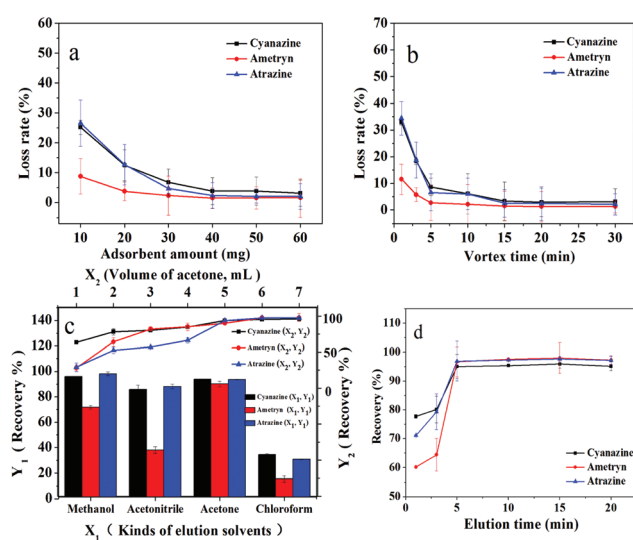 a
Cyanazine
Ametryn
Atrazine
Loss rate (%)
60
50
40
30
20
10
0
10 20 30 40 50 60
Adsorbent amount (mg)
b
Cyanazine
Ametryn
Atrazine
Loss rate (%)
70
60
50
40
30
20
10
0
0 5 10 15 20 25 30
Vortex time (min)
X2 (Volume of acetone, mL)
1 2 3 4 5 6 7
c
Cyanazine (X2, Y2)
Ametryn (X2, Y2)
Atrazine (X2, Y2)
Cyanazine (X1, Y1)
Ametryn (X1, Y1)
Atrazine (X1, Y1)
Y1 ( Recovery % )
140
120
100
80
60
40
20
0
100
50
0
Y2 ( Recovery % )
Methanol Acetonitrile Acetone Chloroform
X1 ( Kinds of elution solvents )
d
Recovery (%)
110
100
90
80
70
60
50
Cyanazine
Ametryn
Atrazine
0 5 10 15 20
Elution time (min)